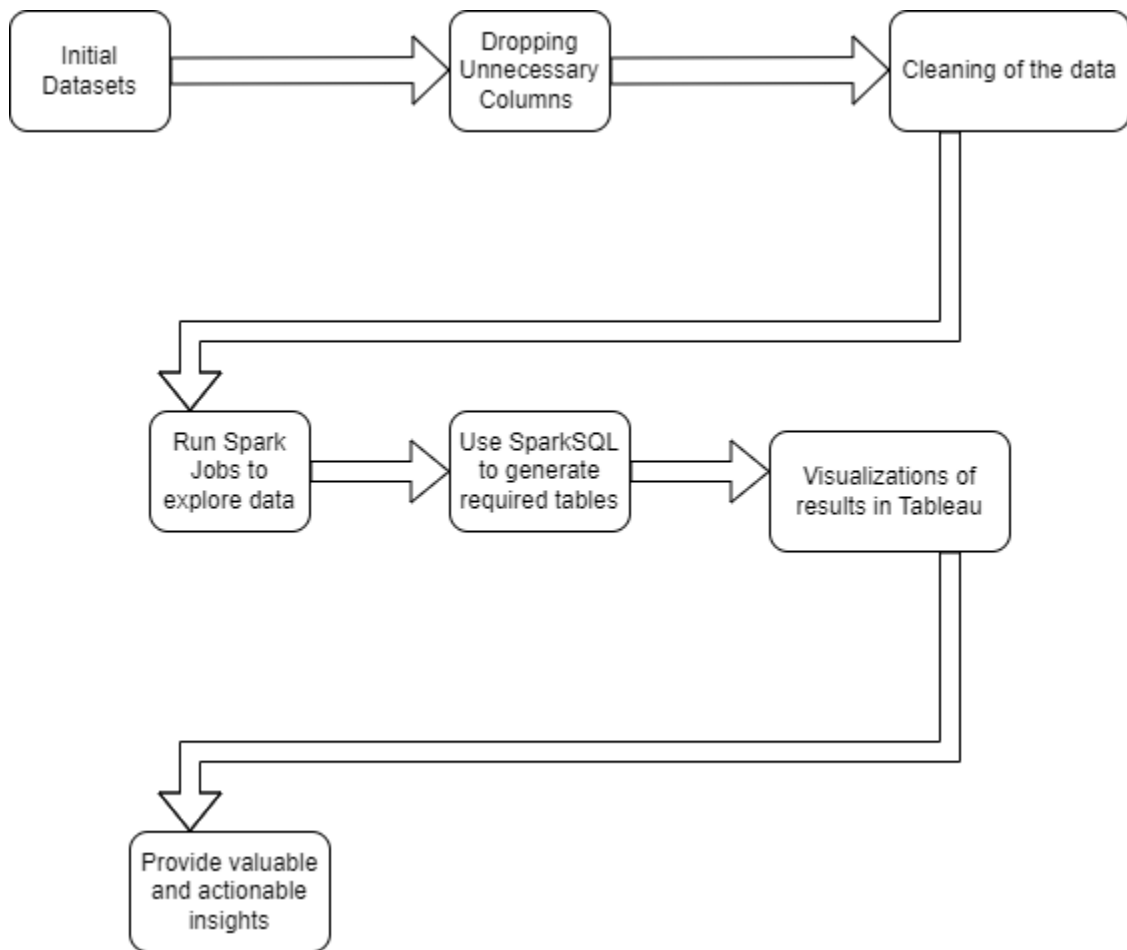 Initial
Datasets
Dropping
Unnecessary
Columns
Cleaning of the data
Run Spark
Jobs to
explore data
Use SparkSQL
to generate
required tables
Visualizations of
results in Tableau
Provide valuable
and actionable
insights